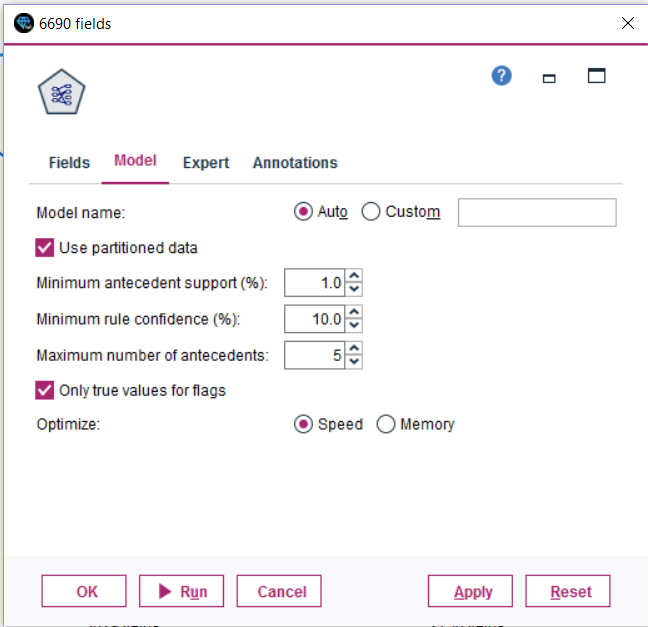 6690 fields
?
Fields Model Expert Annotations
Model name: Auto Custom
Use partitioned data
Minimum antecedent support (%): 1.0
Minimum rule confidence (%): 10.0
Maximum number of antecedents: 5
Only true values for flags
Optimize: Speed Memory
OK Run Cancel Apply Reset